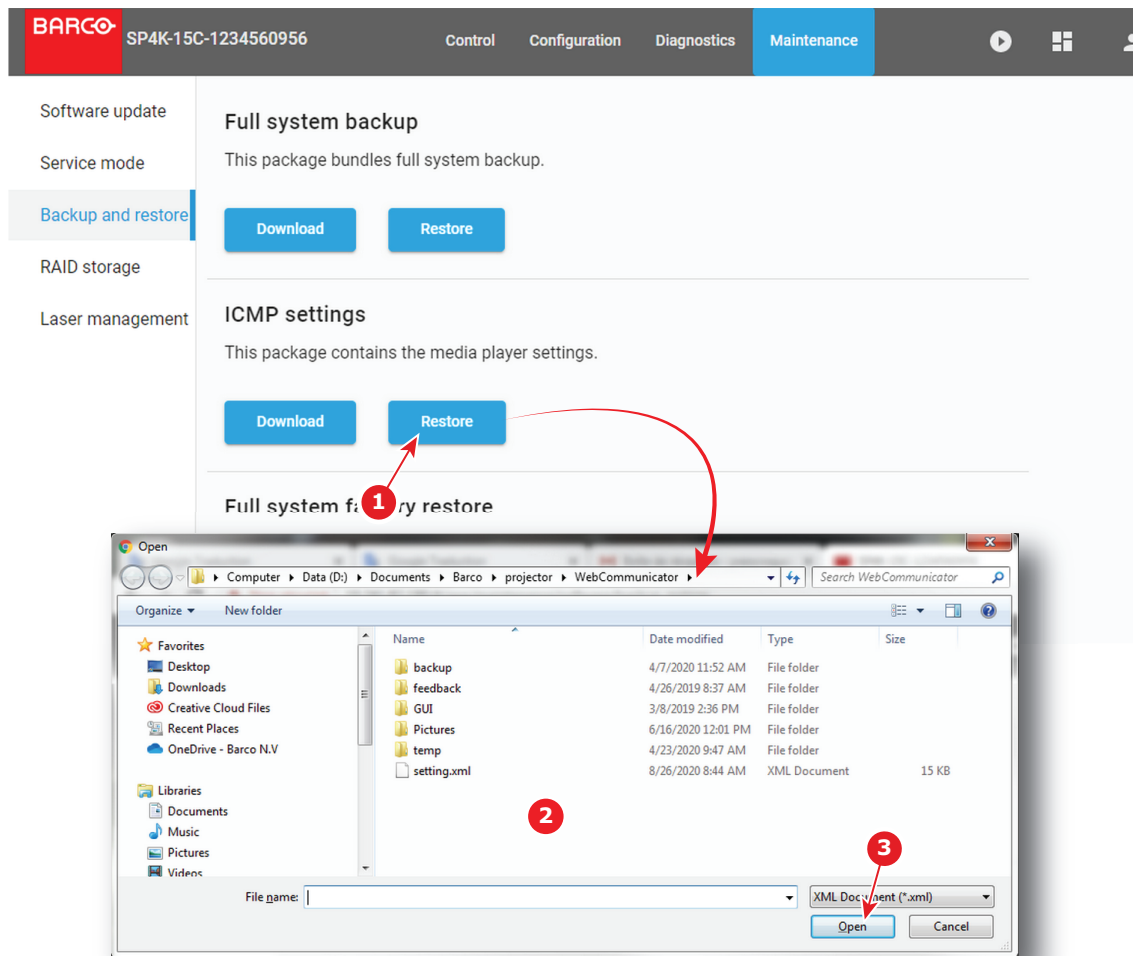 BARCO SP4K-15C-1234560956 Control Configuration Diagnostics Maintenance
Software update
Service mode
Backup and restore
RAID storage
Laser management
Full system backup
This package bundles full system backup.
Download Restore
ICMP settings
This package contains the media player settings.
Download Restore
1
Full system restore
Open
Computer Data (D:) Documents Barco projector WebCommunicator Search WebCommunicator
Organize New folder
Favorites
Desktop
Downloads
Creative Cloud Files
Recent Places
OneDrive - Barco N.V
Libraries
Documents
Music
Pictures
Videos
Name Date modified Type Size
backup 4/7/2020 11:52 AM File folder
feedback 4/26/2019 8:37 AM File folder
GUI 3/8/2019 2:36 PM File folder
Pictures 6/16/2020 12:01 PM File folder
temp 4/23/2020 9:47 AM File folder
setting.xml 8/26/2020 8:44 AM XML Document 15 KB
2
3
File name: XML Document (*.xml)
Open Cancel